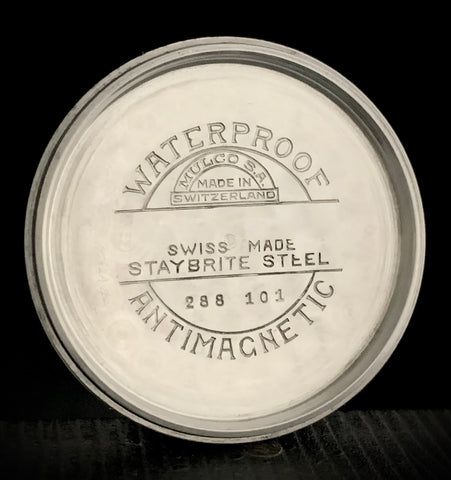 WATERPROOF
MULCO S.A.
MADE IN
SWITZERLAND
SWISS MADE
STAYBRITE STEEL
288 101
ANTIMAGNETIC